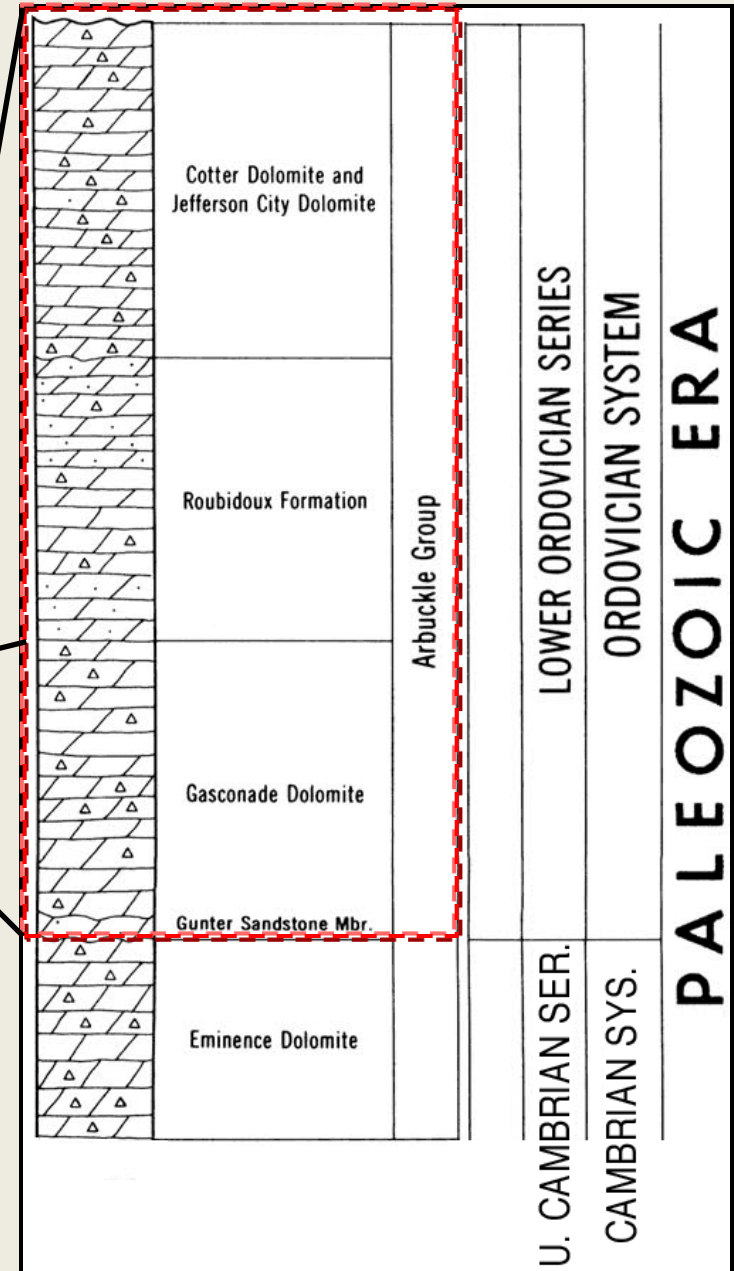 Cotter Dolomite and
Jefferson City Dolomite
Roubidoux Formation
Gasconade Dolomite
Gunter Sandstone Mbr.
Eminence Dolomite
Arbuckle Group
LOWER ORDOVICIAN SERIES
U. CAMBRIAN SER.
ORDOVICIAN SYSTEM
CAMBRIAN SYS.
PALEOZOIC ERA